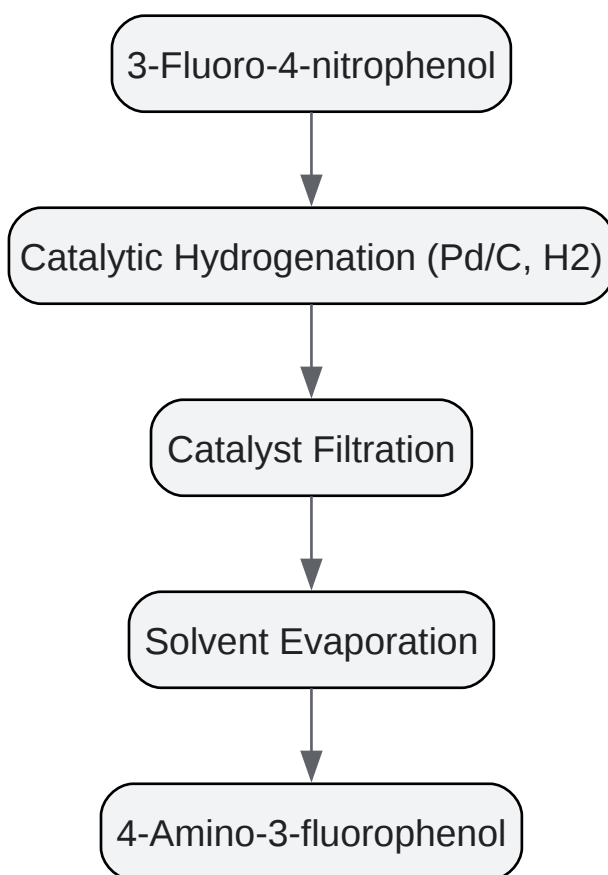 3-Fluoro-4-nitrophenol
Catalytic Hydrogenation (Pd/C, H2)
Catalyst Filtration
Solvent Evaporation
4-Amino-3-fluorophenol